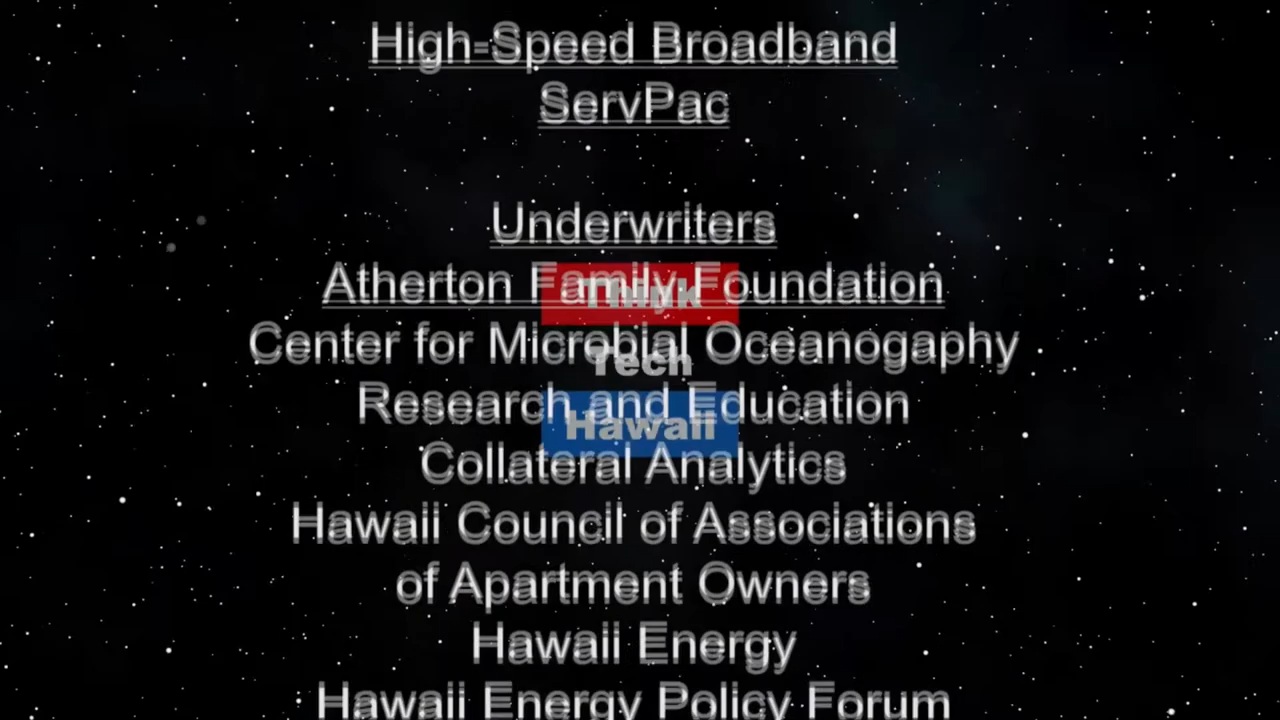 High-Speed Broadband
ServPac
Underwriters
Atherton Family Foundation
Think
Center for Microbial Oceanogaphy
Tech
Research and Education
Hawaii
Collateral Analytics
Hawaii Council of Associations
of Apartment Owners
Hawaii Energy
Hawaii Energy Policy Forum